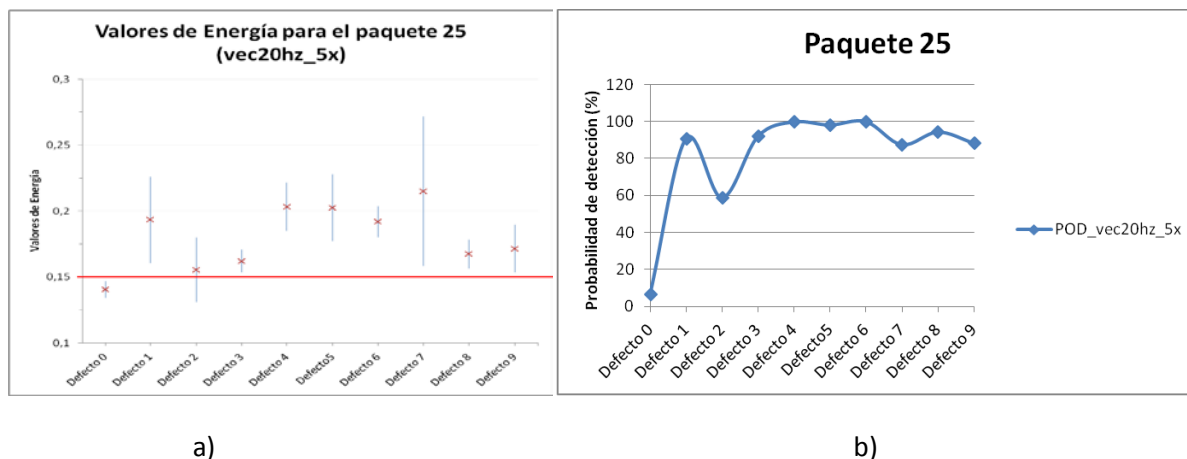 Valores de Energía para el paquete 25
(vec20hz_5x)
Valores de Energía
0,3
0,25
0,2
0,15
0,1
Defecto 0
Defecto 1
Defecto 2
Defecto 3
Defecto 4
Defecto5
Defecto 6
Defecto 7
Defecto 8
Defecto 9
a)
Paquete 25
Probabilidad de detección (%)
120
100
80
60
40
20
0
Defecto 0
Defecto 1
Defecto 2
Defecto 3
Defecto 4
Defecto5
Defecto 6
Defecto 7
Defecto 8
Defecto 9
POD_vec20hz_5x
b)